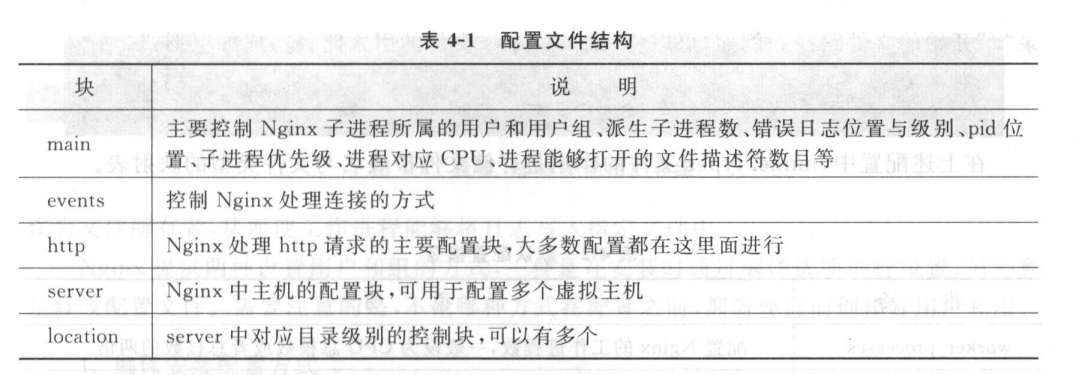 表 4-1 配置文件结构
块 说 明
main 主要控制 Nginx 子进程所属的用户和用户组、派生子进程数、错误日志位置与级别、pid 位
置、子进程优先级、进程对应 CPU、进程能够打开的文件描述符数目等
events 控制 Nginx 处理连接的方式
http Nginx 处理 http 请求的主要配置块,大多数配置都在这里面进行
server Nginx 中主机的配置块,可用于配置多个虚拟主机
location server 中对应目录级别的控制块,可以有多个